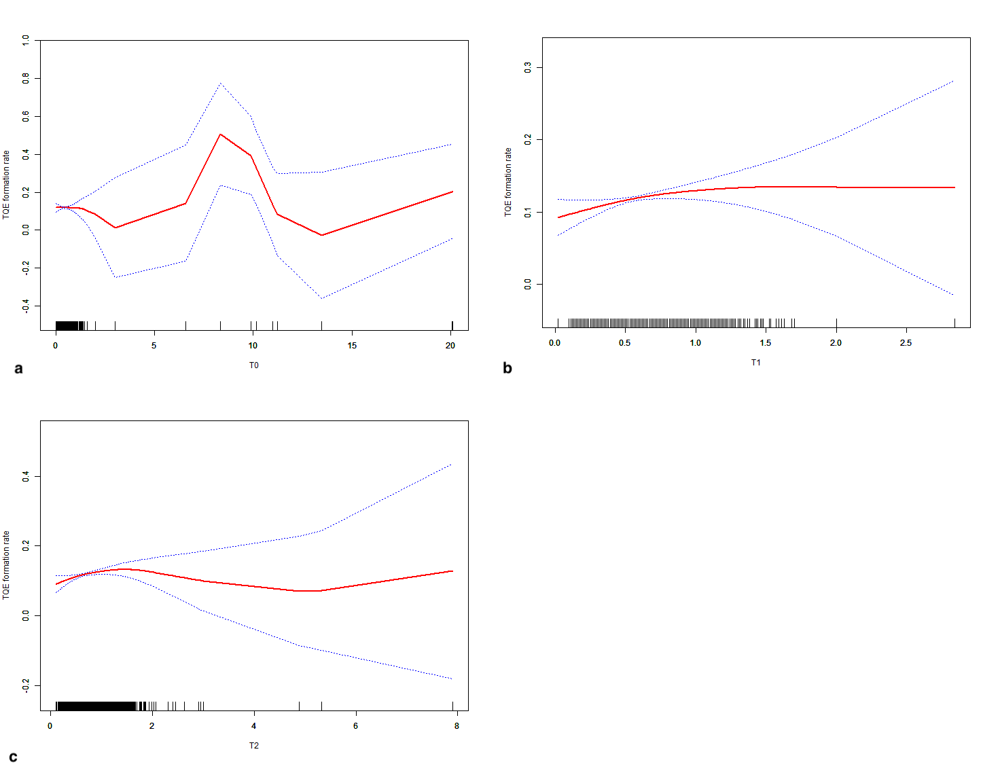 1.0
0.8
0.6
0.4
0.2
0.0
-0.2
-0.4
TQE formation rate
0 5 10 15 20
T0
a
0.3
0.2
0.1
0.0
TQE formation rate
0.0 0.5 1.0 1.5 2.0 2.5
T1
b
0.4
0.2
0.0
-0.2
TQE formation rate
0 2 4 6 8
T2
c